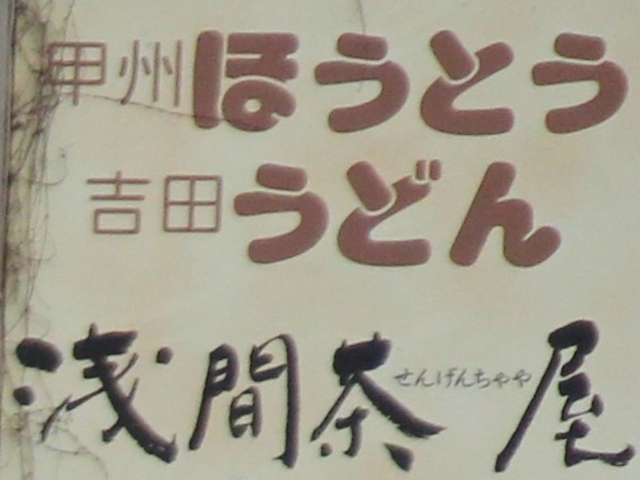 甲州ほうとう
吉田うどん
浅間茶屋
せんげんちゃや